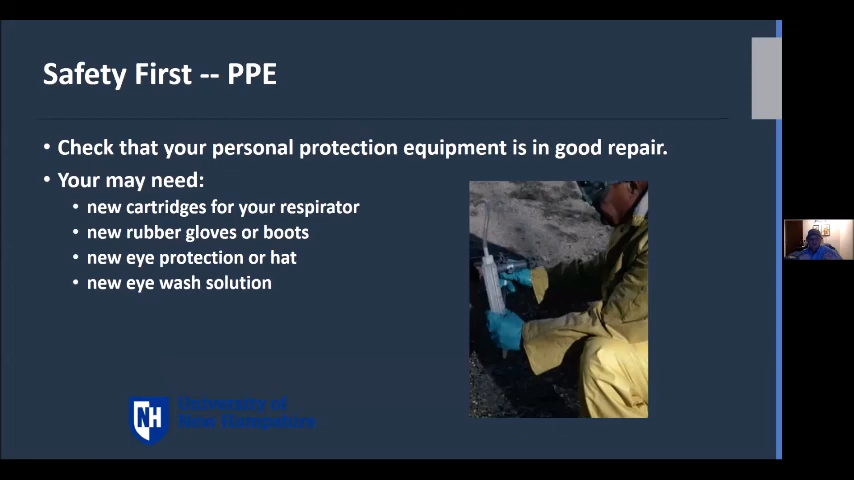 Safety First -- PPE
• Check that your personal protection equipment is in good repair.
• Your may need:
• new cartridges for your respirator
• new rubber gloves or boots
• new eye protection or hat
• new eye wash solution
NH
University of
New Hampshire